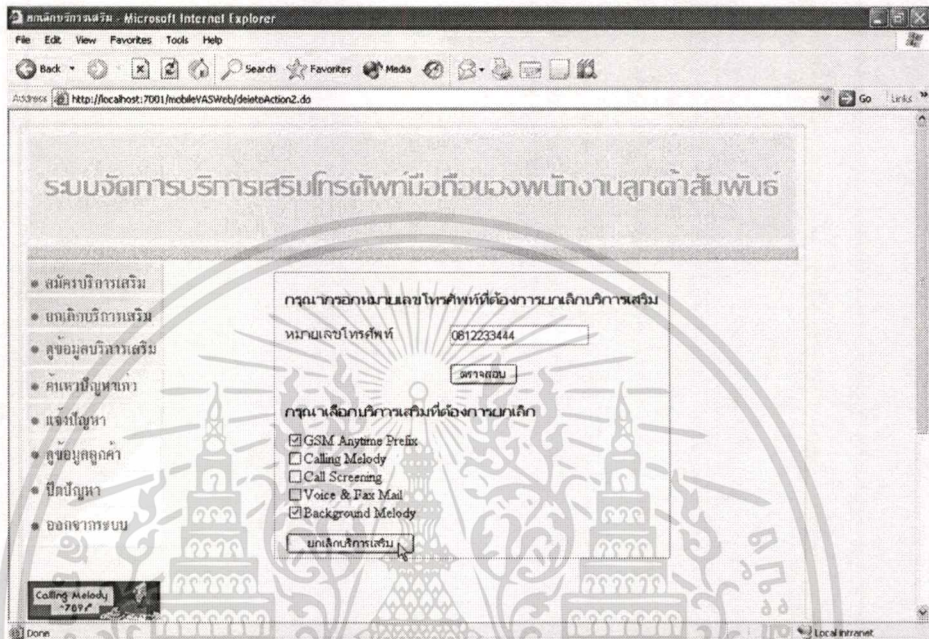 ยกเลิกบริการเสริม - Microsoft Internet Explorer
File Edit View Favorites Tools Help
Back Search Favorites Media
Address http://localhost:7001/mobileVASWeb/deleteAction2.do Go Links
ระบบจัดการบริการเสริมโทรศัพท์มือถือของพนักงานลูกค้าสัมพันธ์
สมัครบริการเสริม
ยกเลิกบริการเสริม
ดูข้อมูลบริการเสริม
ค้นหาปัญหาเก่า
แจ้งปัญหา
ดูข้อมูลลูกค้า
ปิดปัญหา
ออกจากระบบ
กรุณากรอกหมายเลขโทรศัพท์ที่ต้องการยกเลิกบริการเสริม
หมายเลขโทรศัพท์ 0812233444
ตรวจสอบ
กรุณาเลือกบริการเสริมที่ต้องการยกเลิก
GSM Anytime Prefix
Calling Melody
Call Screening
Voice & Fax Mail
Background Melody
ยกเลิกบริการเสริม
Calling Melody
Done Local intranet